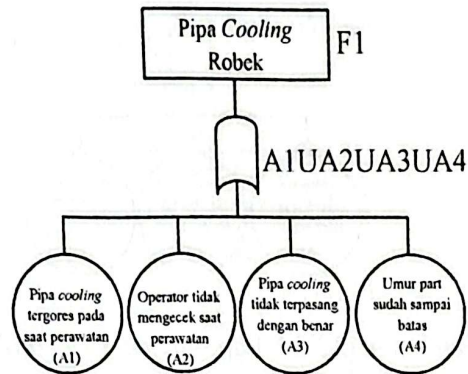 Pipa Cooling
Robek
F1
A1UA2UA3UA4
Pipa cooling
tergores pada
saat perawatan
(A1)
Operator tidak
mengecek saat
perawatan
(A2)
Pipa cooling
tidak terpasang
dengan benar
(A3)
Umur part
sudah sampai
batas
(A4)